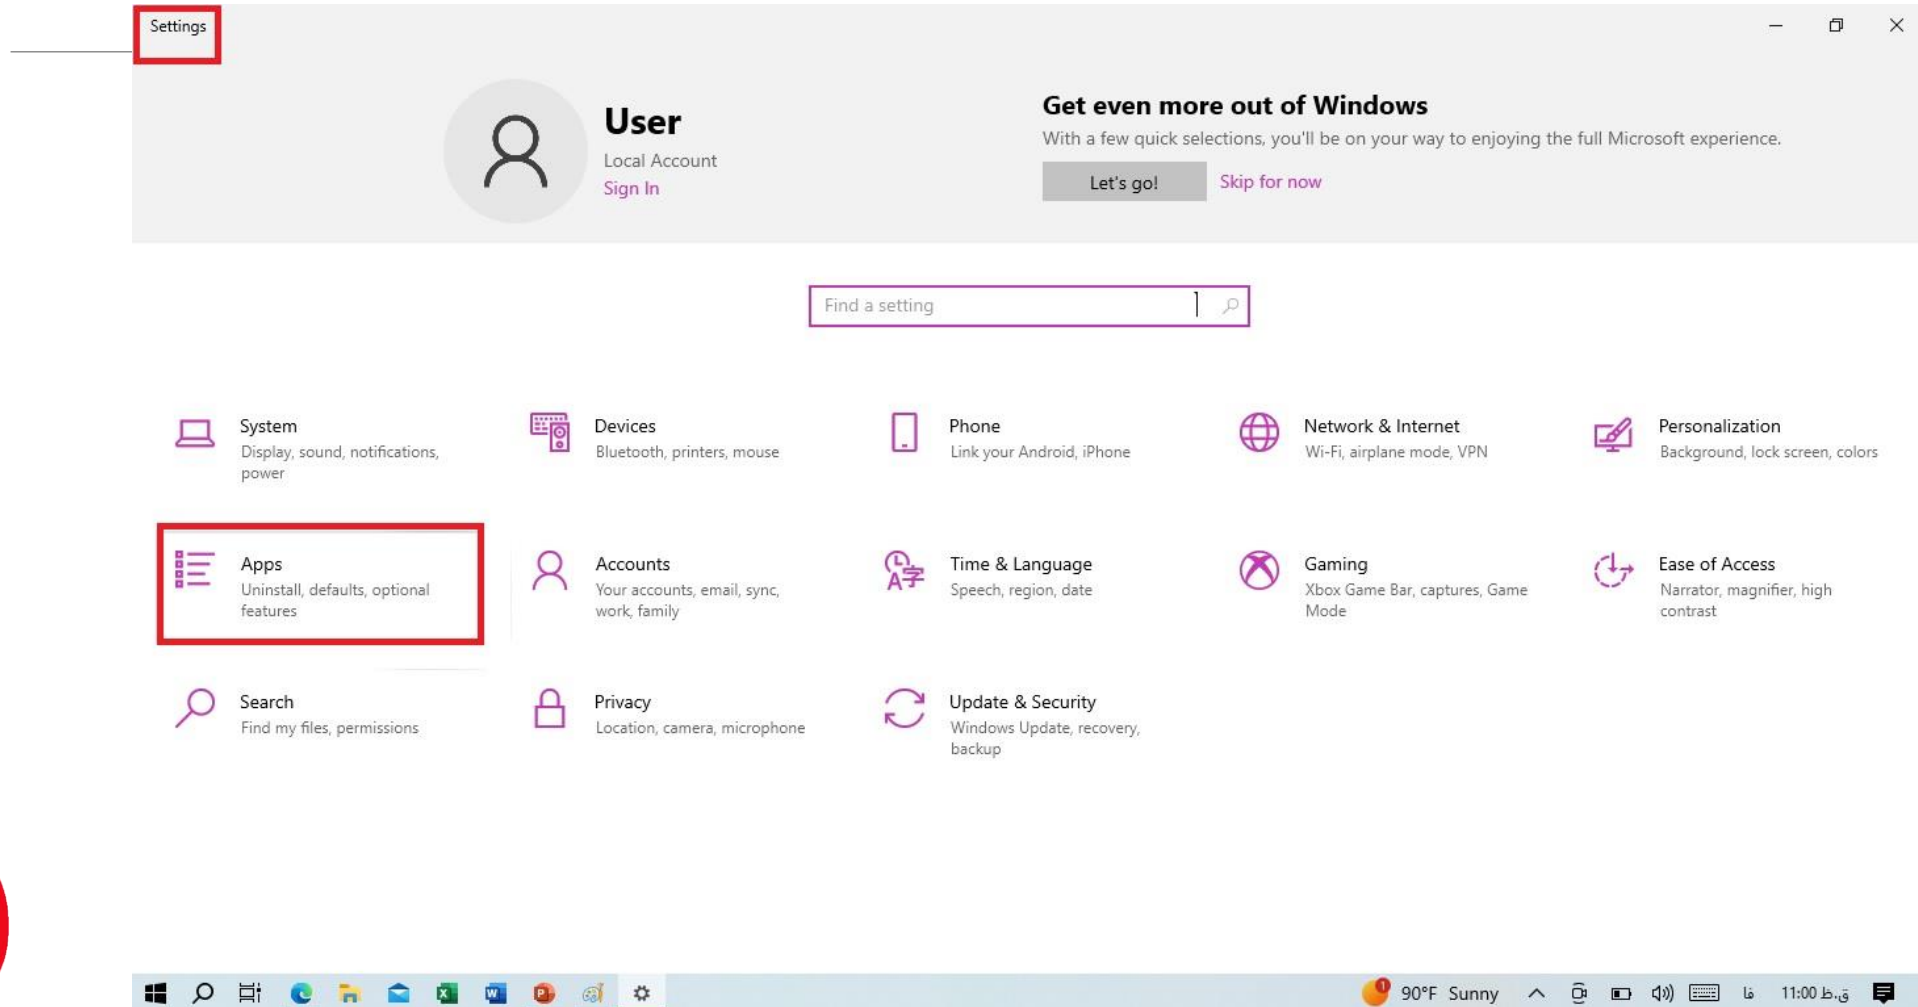 Settings
User
Local Account
Sign In
Get even more out of Windows
With a few quick selections, you'll be on your way to enjoying the full Microsoft experience.
Let's go!
Skip for now
Find a setting
System
Display, sound, notifications,
power
Devices
Bluetooth, printers, mouse
Phone
Link your Android, iPhone
Network & Internet
Wi-Fi, airplane mode, VPN
Personalization
Background, lock screen, colors
Apps
Uninstall, defaults, optional
features
Accounts
Your accounts, email, sync,
work, family
Time & Language
Speech, region, date
Gaming
Xbox Game Bar, captures, Game
Mode
Ease of Access
Narrator, magnifier, high
contrast
Search
Find my files, permissions
Privacy
Location, camera, microphone
Update & Security
Windows Update, recovery,
backup
90°F Sunny
فا
11:00 ق.ظ